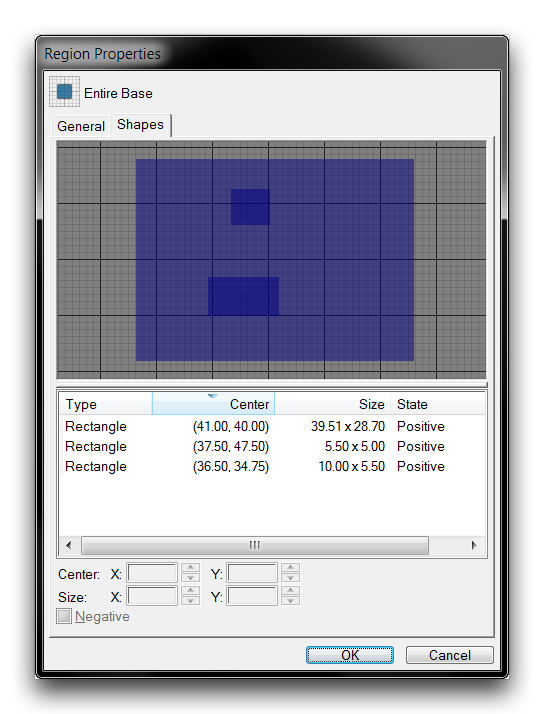 Region Properties
Entire Base
General Shapes
Type Center Size State
Rectangle (41.00, 40.00) 39.51 x 28.70 Positive
Rectangle (37.50, 47.50) 5.50 x 5.00 Positive
Rectangle (36.50, 34.75) 10.00 x 5.50 Positive
Center: X: Y:
Size: X: Y:
Negative
OK Cancel